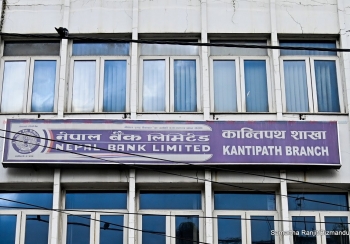 नेपाल बैंक लिमिटेड
NEPAL BANK LIMITED
कान्तिपथ शाखा
KANTIPATH BRANCH